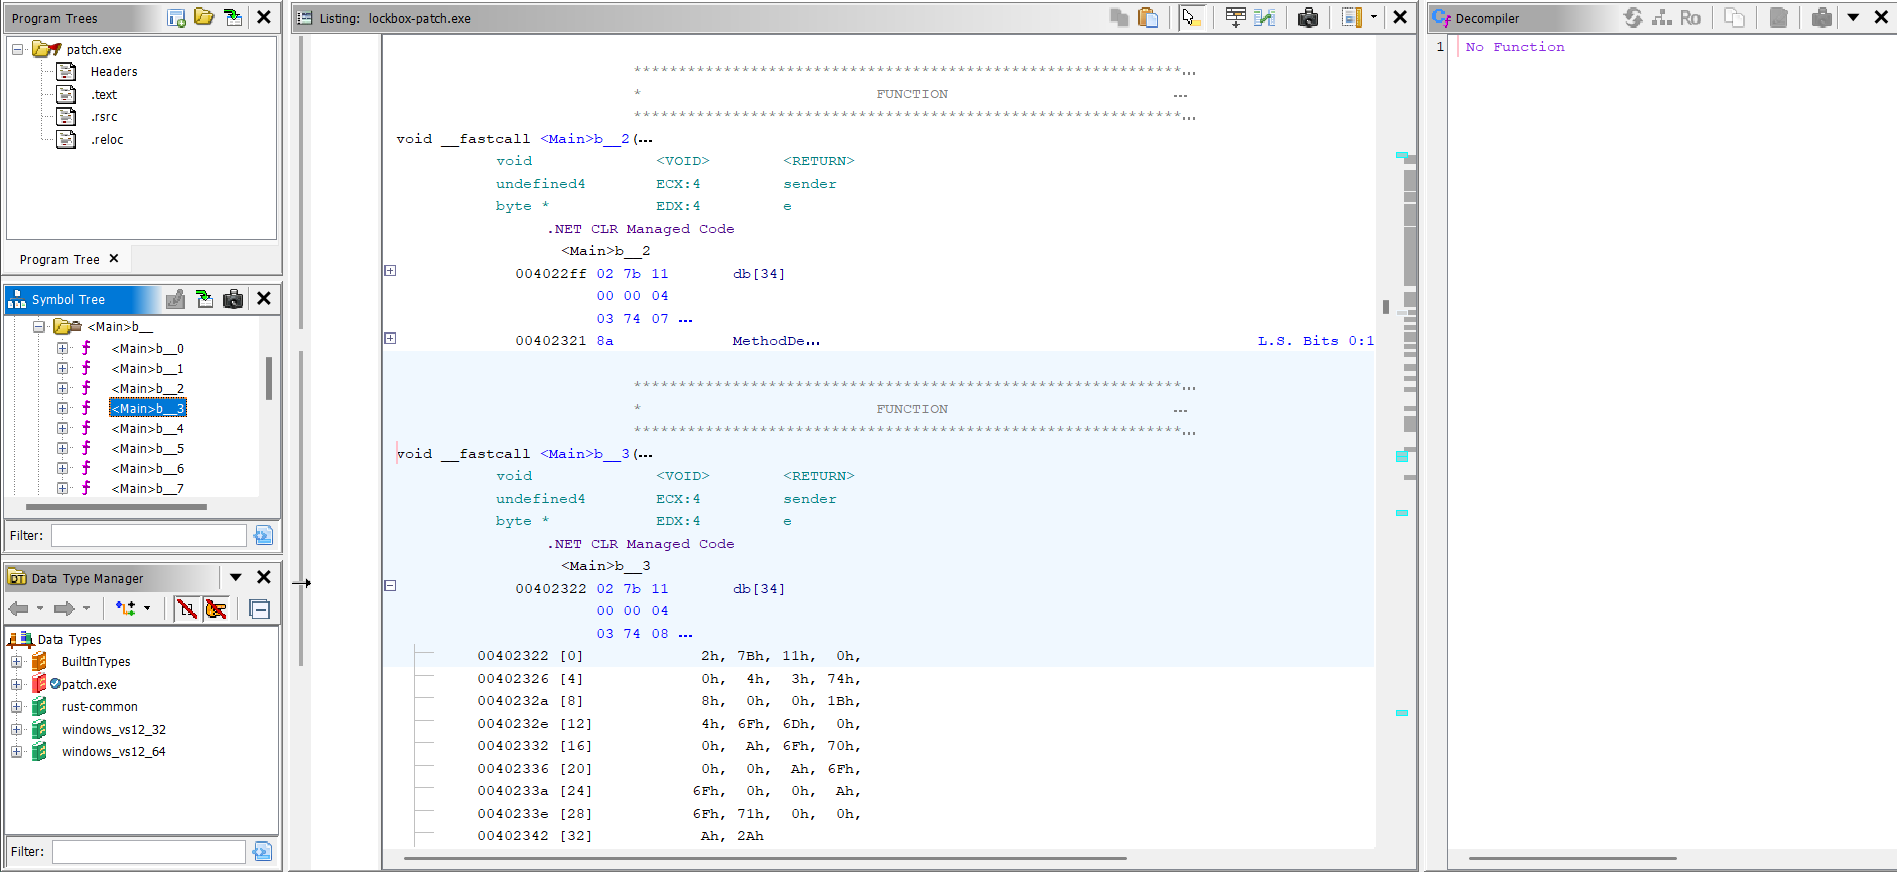 Program Trees
patch.exe
Headers
.text
.rsrc
.reloc
Program Tree
Symbol Tree
<Main>b__
<Main>b__0
<Main>b__1
<Main>b__2
<Main>b__3
<Main>b__4
<Main>b__5
<Main>b__6
<Main>b__7
Filter:
Data Type Manager
Data Types
BuiltInTypes
patch.exe
rust-common
windows_vs12_32
windows_vs12_64
Filter:
Listing: lockbox-patch.exe
*************************************************************...
* FUNCTION ...
*************************************************************...
void __fastcall <Main>b__2(...
void <VOID> <RETURN>
undefined4 ECX:4 sender
byte * EDX:4 e
.NET CLR Managed Code
<Main>b__2
004022ff 02 7b 11 db[34]
00 00 04
03 74 07 ...
00402321 8a MethodDe... L.S. Bits 0:1
*************************************************************...
* FUNCTION ...
*************************************************************...
void __fastcall <Main>b__3(...
void <VOID> <RETURN>
undefined4 ECX:4 sender
byte * EDX:4 e
.NET CLR Managed Code
<Main>b__3
00402322 02 7b 11 db[34]
00 00 04
03 74 08 ...
00402322 [0] 2h, 7Bh, 11h, 0h,
00402326 [4] 0h, 4h, 3h, 74h,
0040232a [8] 8h, 0h, 0h, 1Bh,
0040232e [12] 4h, 6Fh, 6Dh, 0h,
00402332 [16] 0h, Ah, 6Fh, 70h,
00402336 [20] 0h, 0h, Ah, 6Fh,
0040233a [24] 6Fh, 0h, 0h, Ah,
0040233e [28] 6Fh, 71h, 0h, 0h,
00402342 [32] Ah, 2Ah
Decompiler
Ro
1 No Function